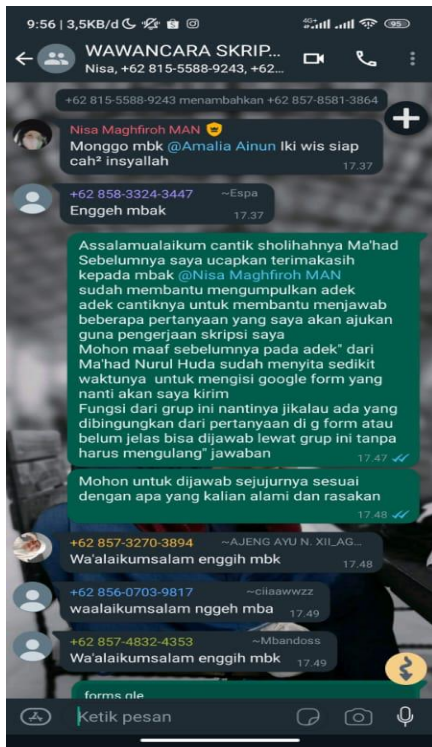 9:56 | 3,5KB/d
4G+
95
WAWANCARA SKRIP...
Nisa, +62 815-5588-9243, +62...
+62 815-5588-9243 menambahkan +62 857-8581-3864
Nisa Maghfiroh MAN
Monggo mbk @Amalia Ainun Iki wis siap
cah² insyallah
17.37
+62 858-3324-3447 ~Espa
Enggeh mbak
17.37
Assalamualaikum cantik sholihahnya Ma'had
Sebelumnya saya ucapkan terimakasih
kepada mbak @Nisa Maghfiroh MAN
sudah membantu mengumpulkan adek
adek cantiknya untuk membantu menjawab
beberapa pertanyaan yang saya akan ajukan
guna pengerjaan skripsi saya
Mohon maaf sebelumnya pada adek" dari
Ma'had Nurul Huda sudah menyita sedikit
waktunya untuk mengisi google form yang
nanti akan saya kirim
Fungsi dari grup ini nantinya jikalau ada yang
dibingungkan dari pertanyaan di g form atau
belum jelas bisa dijawab lewat grup ini tanpa
harus mengulang" jawaban
17.47
Mohon untuk dijawab sejujurnya sesuai
dengan apa yang kalian alami dan rasakan
17.48
+62 857-3270-3894 ~AJENG AYU N. XII_AG...
Wa'alaikumsalam enggih mbk
17.48
+62 856-0703-9817 ~ciiaawwzz
waalaikumsalam nggeh mba
17.49
+62 857-4832-4353 ~Mbandoss
Wa'alaikumsalam enggih mbk
17.49
forms gle
Ketik pesan